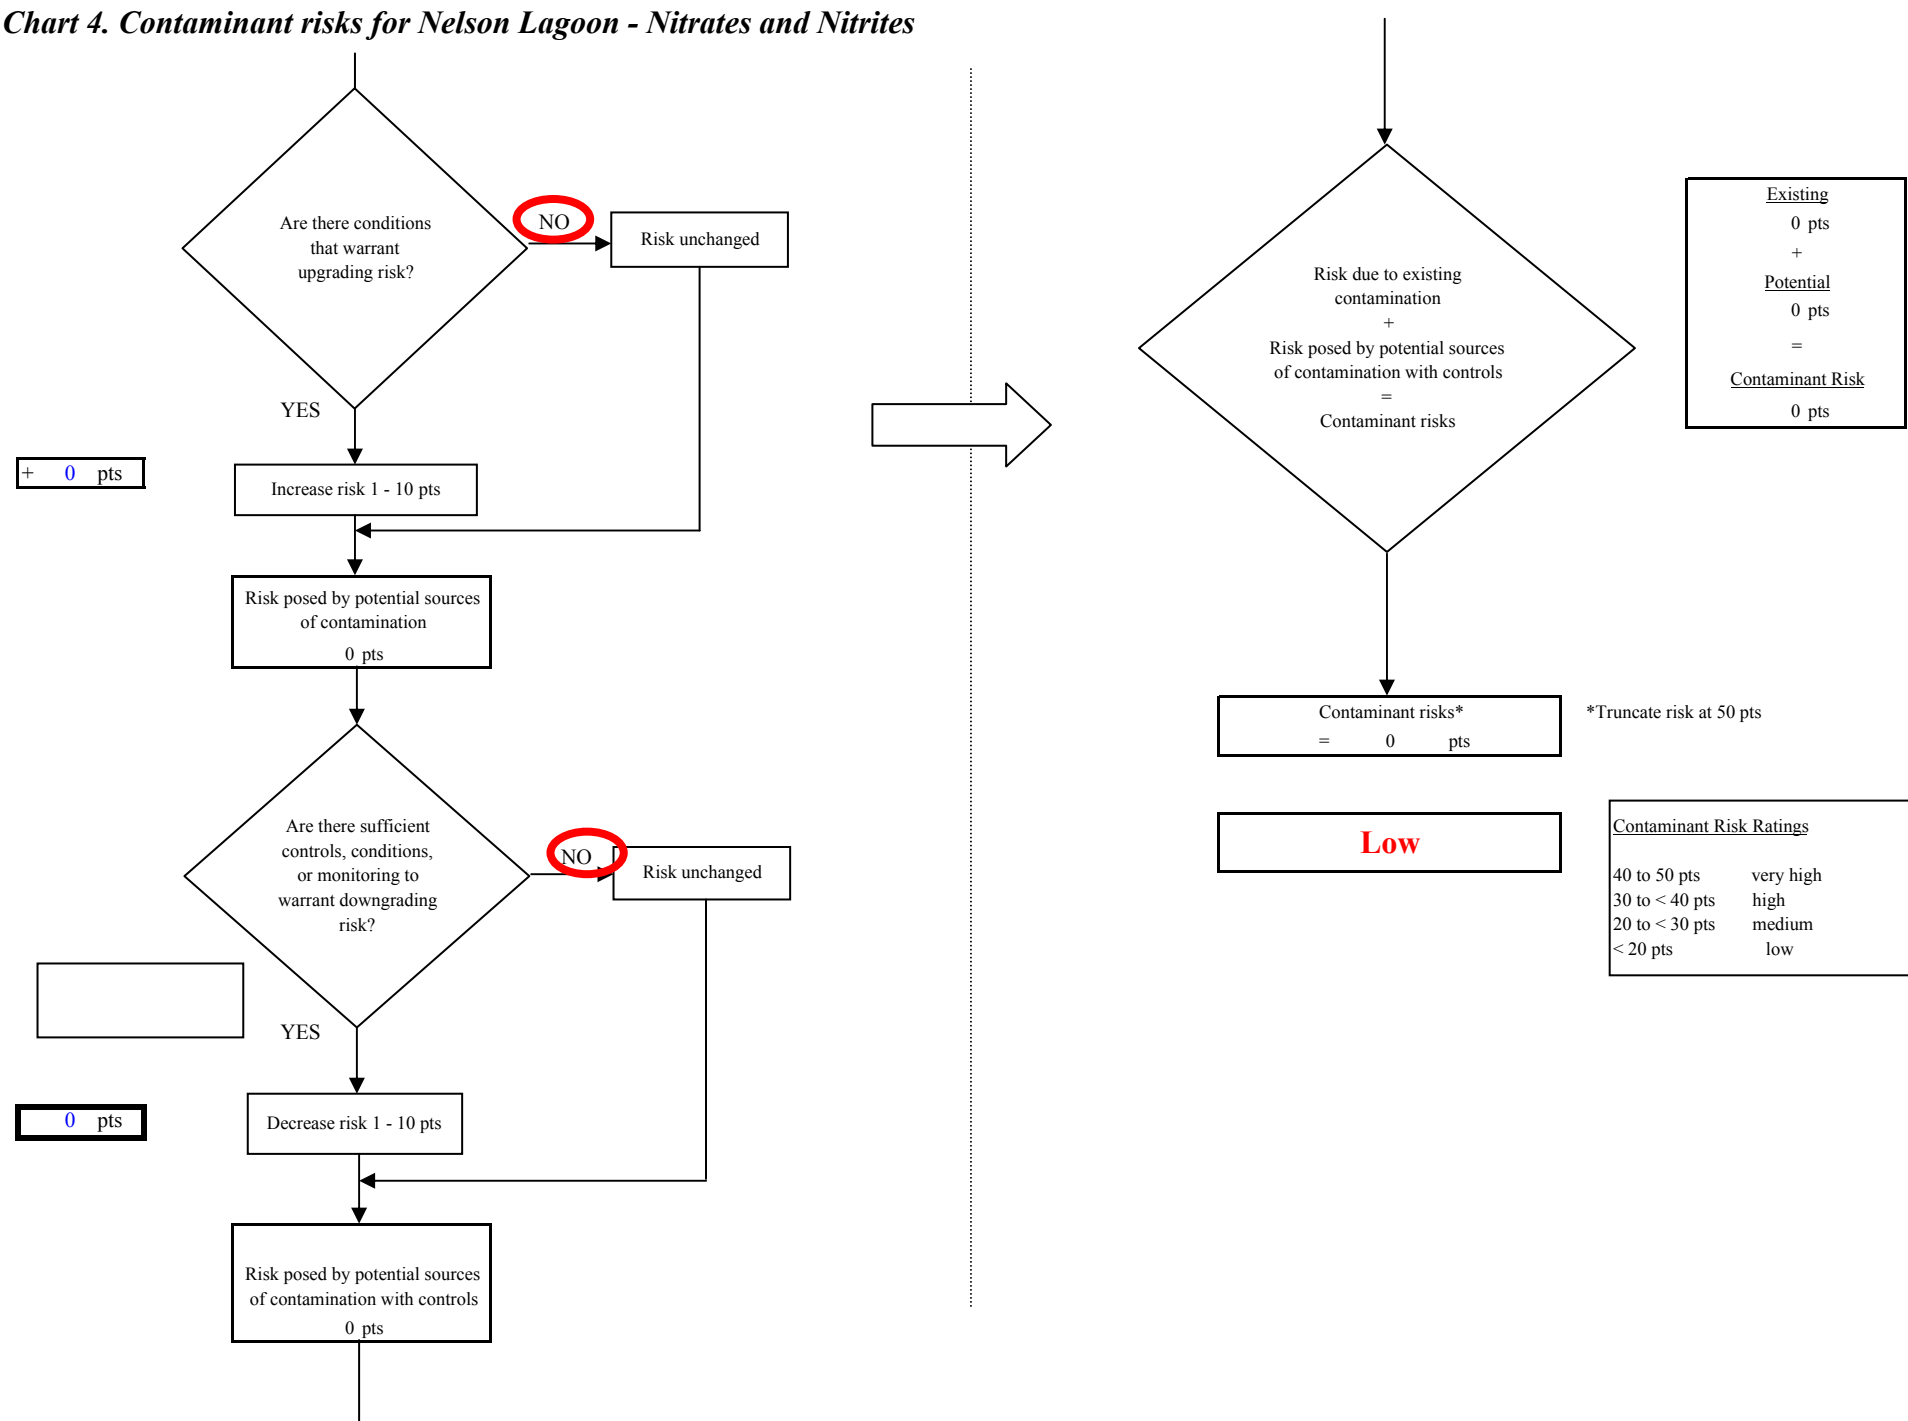 Chart 4. Contaminant risks for Nelson Lagoon - Nitrates and Nitrites
Are there conditions
that warrant
upgrading risk?
NO
Risk unchanged
YES
+ 0 pts
Increase risk 1 - 10 pts
Risk posed by potential sources
of contamination
0 pts
Are there sufficient
controls, conditions,
or monitoring to
warrant downgrading
risk?
NO
Risk unchanged
YES
0 pts
Decrease risk 1 - 10 pts
Risk posed by potential sources
of contamination with controls
0 pts
Risk due to existing
contamination
+
Risk posed by potential sources
of contamination with controls
=
Contaminant risks
Existing
0 pts
+
Potential
0 pts
=
Contaminant Risk
0 pts
Contaminant risks*
= 0 pts
*Truncate risk at 50 pts
Low
Contaminant Risk Ratings
40 to 50 pts very high
30 to < 40 pts high
20 to < 30 pts medium
< 20 pts low